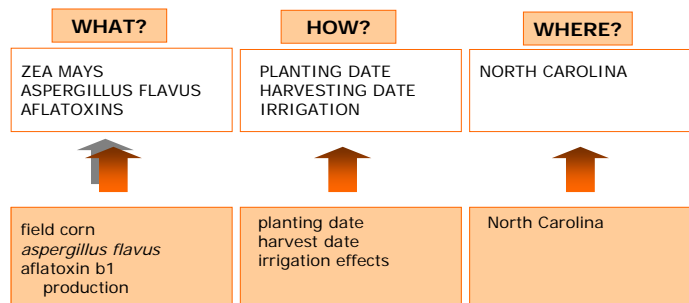 WHAT?
HOW?
WHERE?
ZEA MAYS
ASPERGILLUS FLAVUS
AFLATOXINS
PLANTING DATE
HARVESTING DATE
IRRIGATION
NORTH CAROLINA
field corn
aspergillus flavus
aflatoxin b1
production
planting date
harvest date
irrigation effects
North Carolina